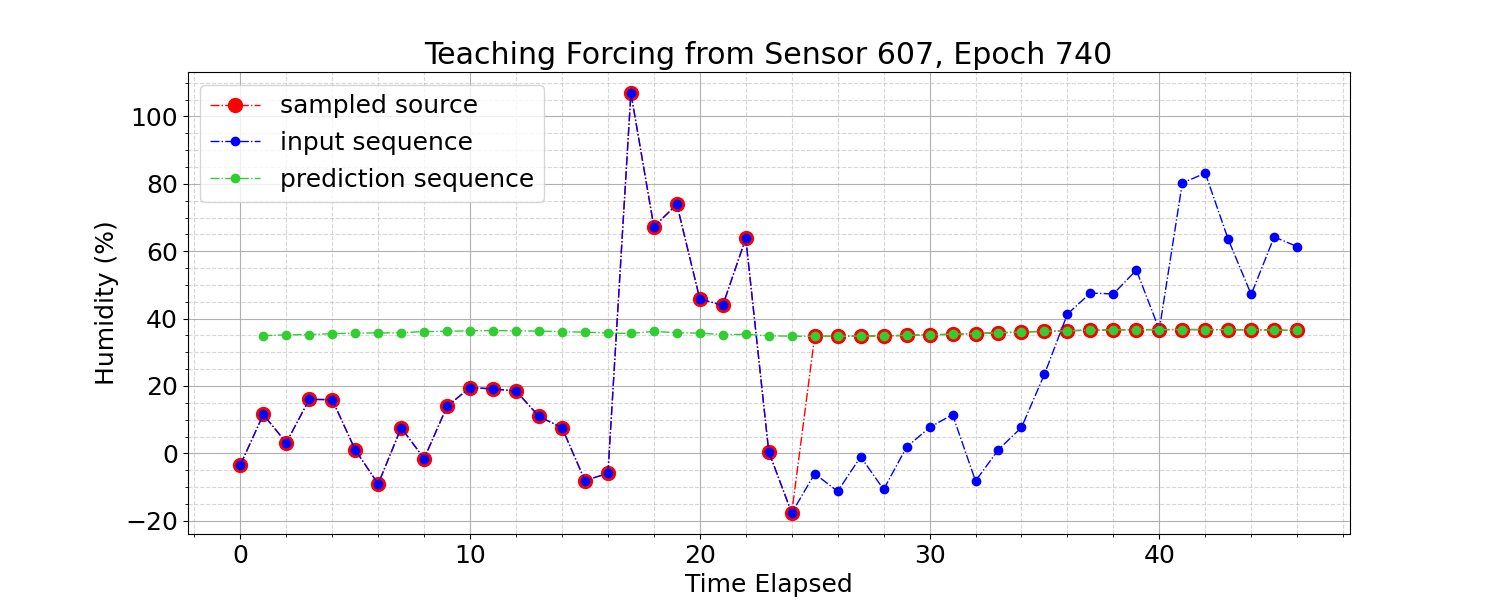 Teaching Forcing from Sensor 607, Epoch 740
sampled source
input sequence
prediction sequence
Humidity (%)
100
80
60
40
20
0
−20
0 10 20 30 40
Time Elapsed